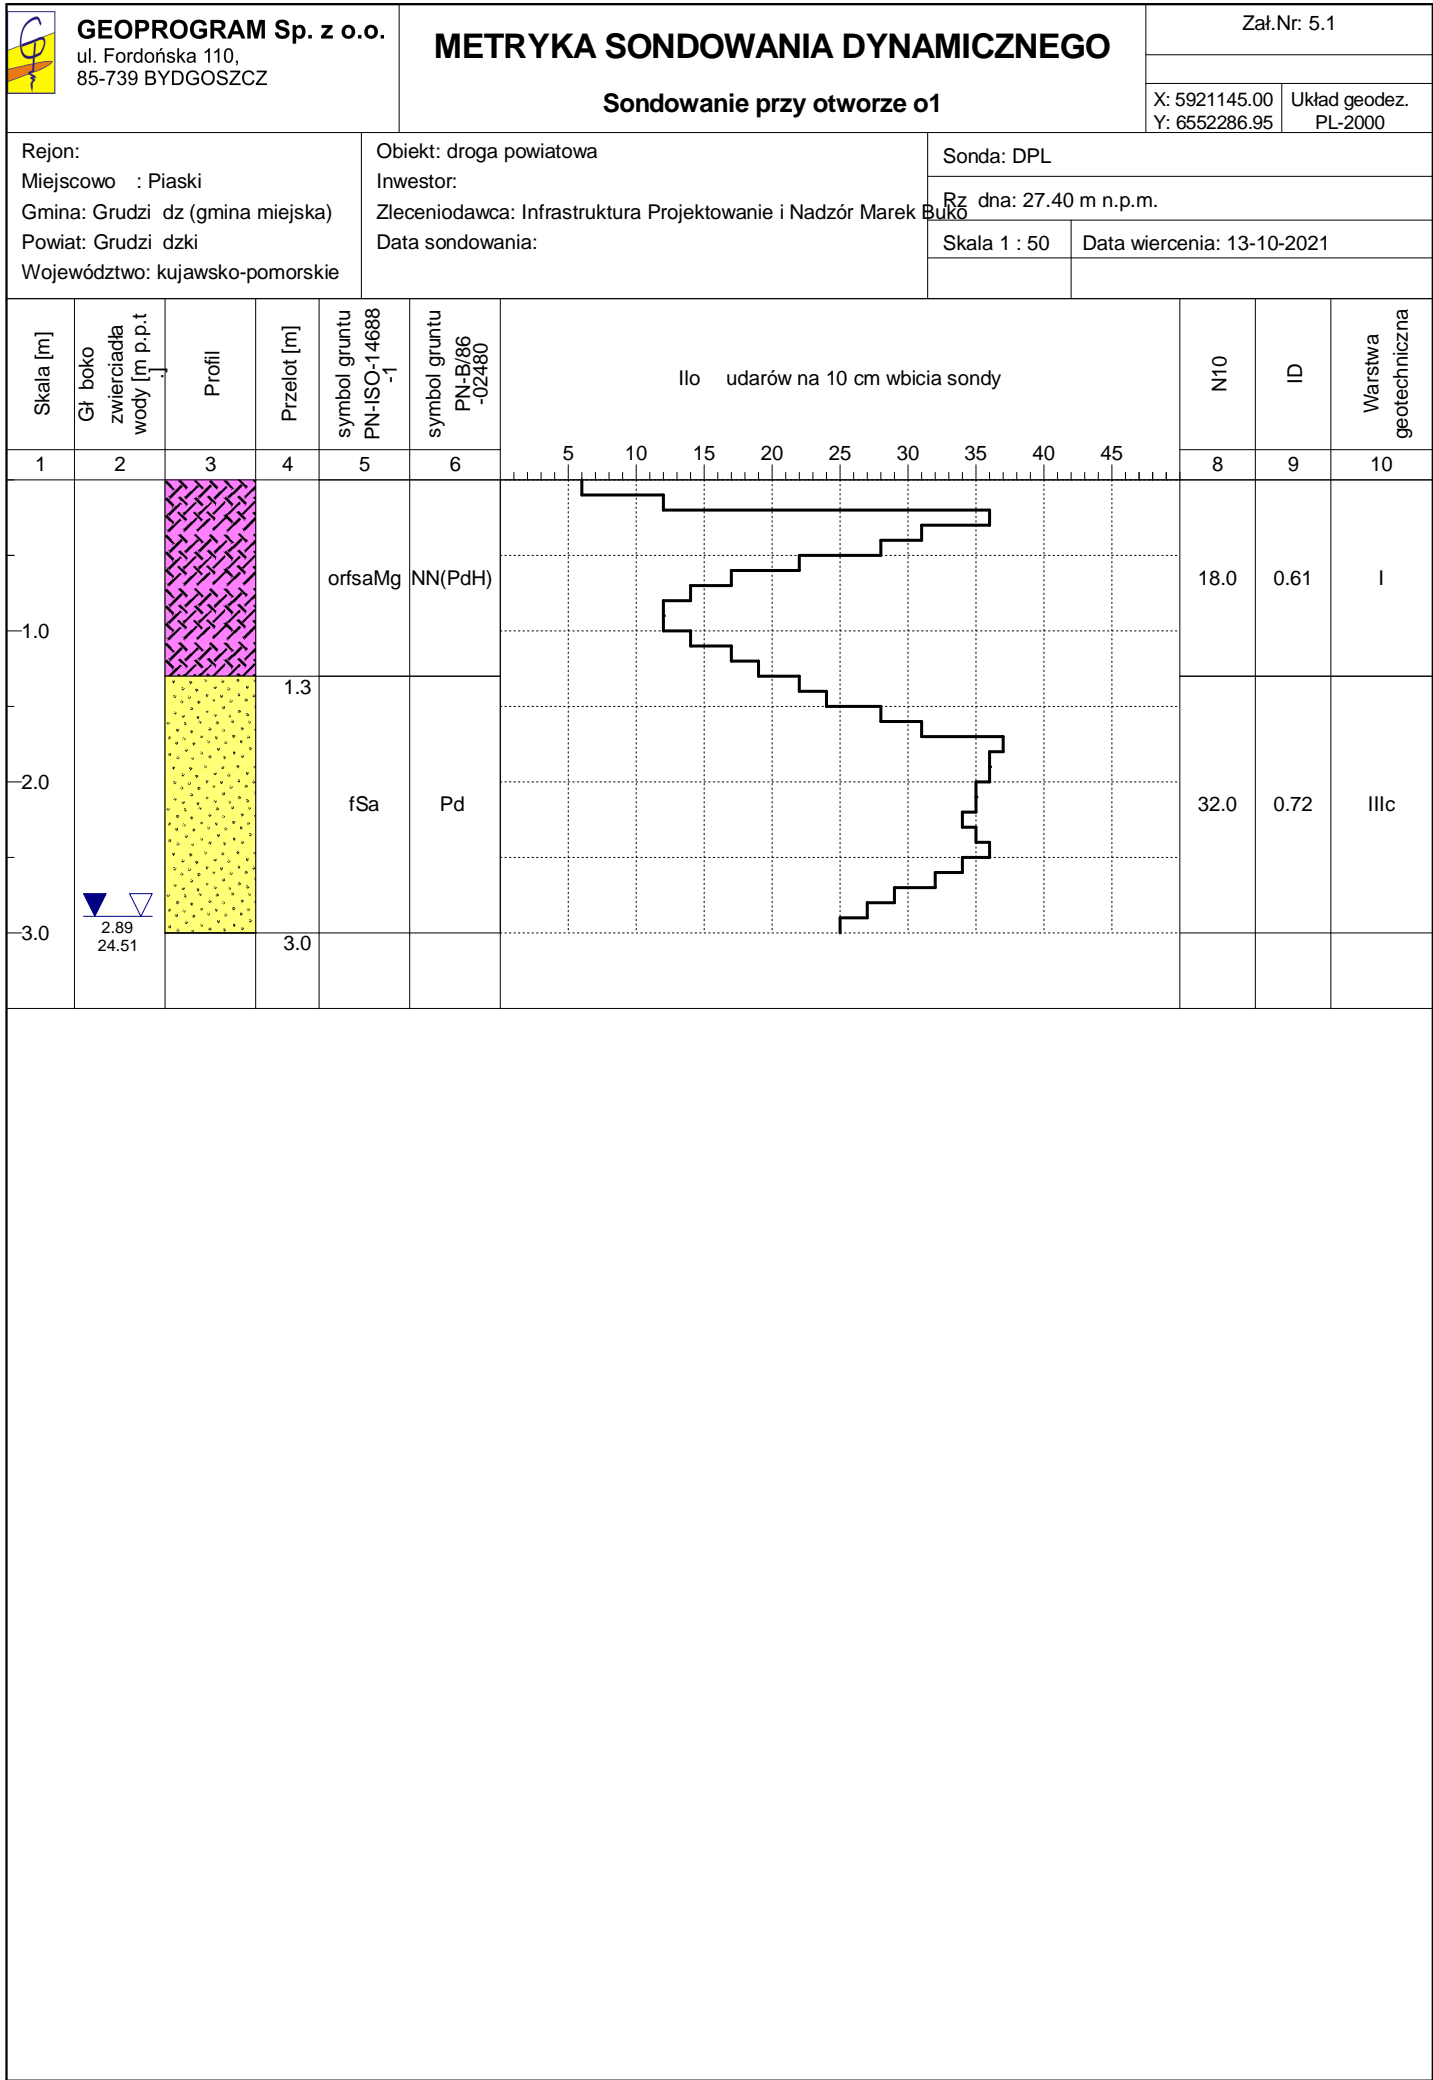 GEOPROGRAM Sp. z o.o.
ul. Fordońska 110,
85-739 BYDGOSZCZ
METRYKA SONDOWANIA DYNAMICZNEGO
Sondowanie przy otworze o1
Zał.Nr: 5.1
X: 5921145.00
Y: 6552286.95
Układ geodez.
PL-2000
Rejon:
Miejscowo : Piaski
Gmina: Grudzi dz (gmina miejska)
Powiat: Grudzi dzki
Województwo: kujawsko-pomorskie
Obiekt: droga powiatowa
Inwestor:
Zleceniodawca: Infrastruktura Projektowanie i Nadzór Marek Buko
Data sondowania:
Sonda: DPL
Rz dna: 27.40 m n.p.m.
Skala 1 : 50
Data wiercenia: 13-10-2021
Skala [m]
Gł boko
zwierciadła
wody [m p.p.t
.]
Profil
Przelot [m]
symbol gruntu
PN-ISO-14688
-1
symbol gruntu
PN-B/86
-02480
Ilo udarów na 10 cm wbicia sondy
N10
ID
Warstwa
geotechniczna
5 10 15 20 25 30 35 40 45
1 2 3 4 5 6 8 9 10
orfsaMg NN(PdH) 18.0 0.61 I
1.0
1.3
2.0
fSa Pd 32.0 0.72 IIIc
2.89
24.51
3.0
3.0